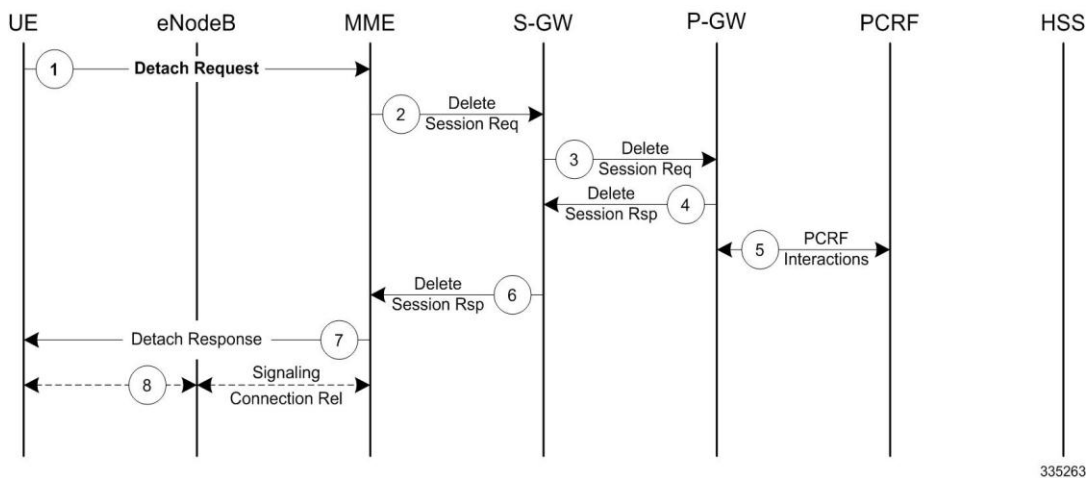 UE eNodeB MME S-GW P-GW PCRF HSS
1 Detach Request
2 Delete
Session Req
3 Delete
Session Req
Delete 4
Session Rsp
5 PCRF
Interactions
Delete 6
Session Rsp
Detach Response 7
8 Signaling
Connection Rel
335263